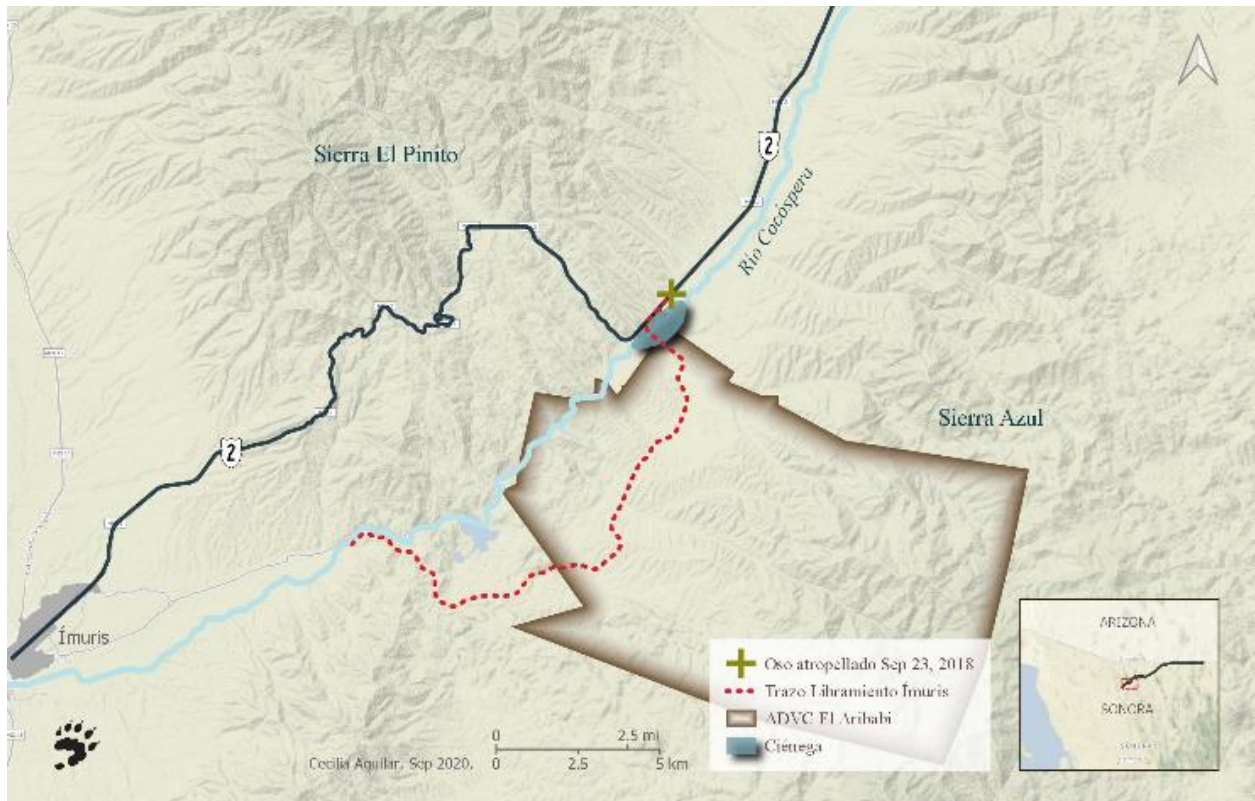 Sierra El Pinito
2
Río Cocóspera
Sierra Azul
2
Ímuris
Oso atropellado Sep 23, 2018
Trazo Libramiento Ímuris
ADVC El Aribabi
Ciénega
ARIZONA
SONORA
0 2.5 mi
0 2.5 5 km
Cecilia Aguilar, Sep 2020.